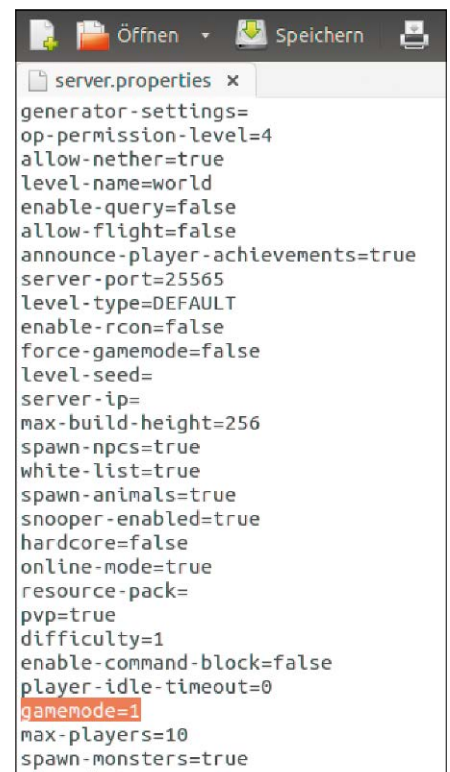 Öffnen Speichern
server.properties x
generator-settings=
op-permission-level=4
allow-nether=true
level-name=world
enable-query=false
allow-flight=false
announce-player-achievements=true
server-port=25565
level-type=DEFAULT
enable-rcon=false
force-gamemode=false
level-seed=
server-ip=
max-build-height=256
spawn-npcs=true
white-list=true
spawn-animals=true
snooper-enabled=true
hardcore=false
online-mode=true
resource-pack=
pvp=true
difficulty=1
enable-command-block=false
player-idle-timeout=0
gamemode=1
max-players=10
spawn-monsters=true